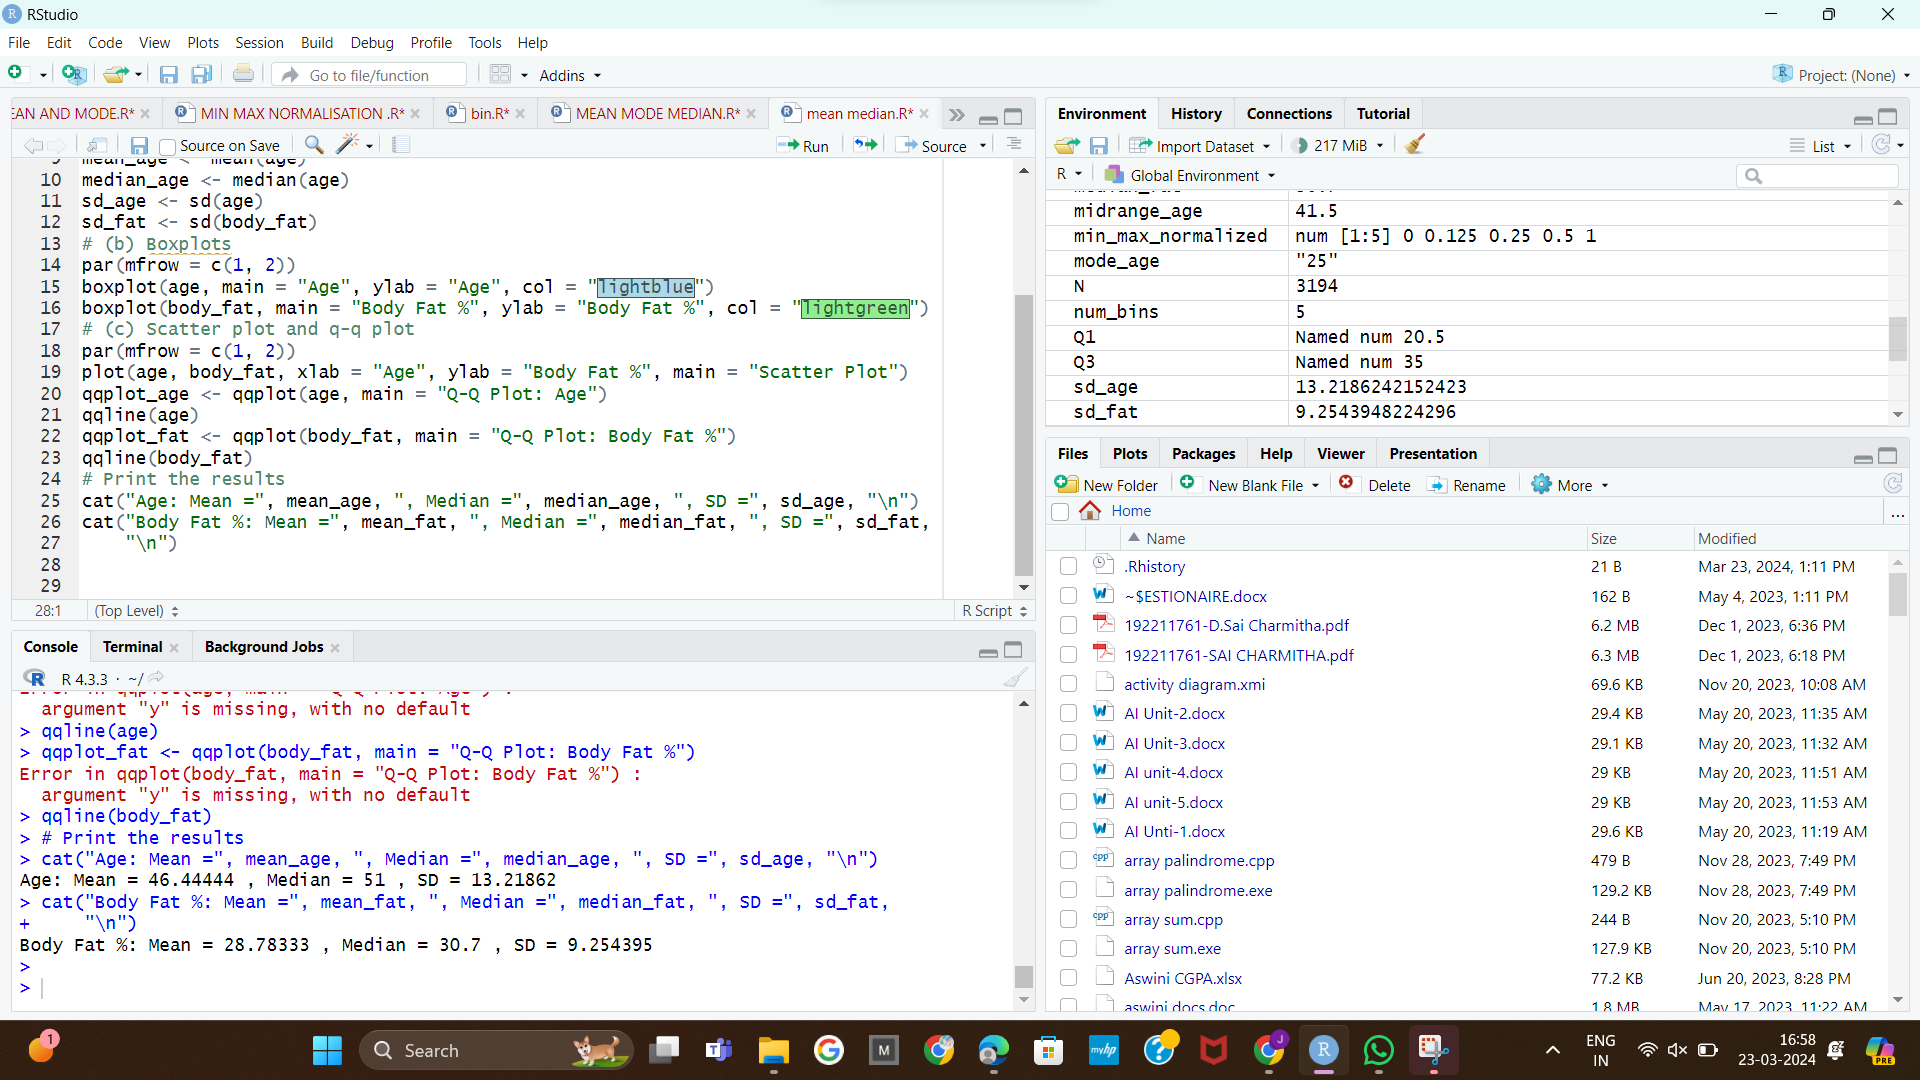 RStudio
File Edit Code View Plots Session Build Debug Profile Tools Help
Go to file/function Addins Project: (None)
EAN AND MODE.R* MIN MAX NORMALISATION .R* bin.R* MEAN MODE MEDIAN.R* mean median.R*
Source on Save Run Source
9 mean_age <- mean(age)
10 median_age <- median(age)
11 sd_age <- sd(age)
12 sd_fat <- sd(body_fat)
13 # (b) Boxplots
14 par(mfrow = c(1, 2))
15 boxplot(age, main = "Age", ylab = "Age", col = "lightblue")
16 boxplot(body_fat, main = "Body Fat %", ylab = "Body Fat %", col = "lightgreen")
17 # (c) Scatter plot and q-q plot
18 par(mfrow = c(1, 2))
19 plot(age, body_fat, xlab = "Age", ylab = "Body Fat %", main = "Scatter Plot")
20 qqplot_age <- qqplot(age, main = "Q-Q Plot: Age")
21 qqline(age)
22 qqplot_fat <- qqplot(body_fat, main = "Q-Q Plot: Body Fat %")
23 qqline(body_fat)
24 # Print the results
25 cat("Age: Mean =", mean_age, ", Median =", median_age, ", SD =", sd_age, "\n")
26 cat("Body Fat %: Mean =", mean_fat, ", Median =", median_fat, ", SD =", sd_fat,
27 "\n")
28
29
28:1 (Top Level) R Script
Console Terminal Background Jobs
R 4.3.3 · ~/
Error in qqplot(age, main = "Q-Q Plot: Age") :
argument "y" is missing, with no default
> qqline(age)
> qqplot_fat <- qqplot(body_fat, main = "Q-Q Plot: Body Fat %")
Error in qqplot(body_fat, main = "Q-Q Plot: Body Fat %") :
argument "y" is missing, with no default
> qqline(body_fat)
> # Print the results
> cat("Age: Mean =", mean_age, ", Median =", median_age, ", SD =", sd_age, "\n")
Age: Mean = 46.44444 , Median = 51 , SD = 13.21862
> cat("Body Fat %: Mean =", mean_fat, ", Median =", median_fat, ", SD =", sd_fat,
+ "\n")
Body Fat %: Mean = 28.78333 , Median = 30.7 , SD = 9.254395
>
>
Environment History Connections Tutorial
Import Dataset 217 MiB List
R Global Environment
midrange_age 41.5
min_max_normalized num [1:5] 0 0.125 0.25 0.5 1
mode_age "25"
N 3194
num_bins 5
Q1 Named num 20.5
Q3 Named num 35
sd_age 13.2186242152423
sd_fat 9.2543948224296
Files Plots Packages Help Viewer Presentation
New Folder New Blank File Delete Rename More
Home ...
Name Size Modified
.Rhistory 21 B Mar 23, 2024, 1:11 PM
~$ESTIONAIRE.docx 162 B May 4, 2023, 1:11 PM
192211761-D.Sai Charmitha.pdf 6.2 MB Dec 1, 2023, 6:36 PM
192211761-SAI CHARMITHA.pdf 6.3 MB Dec 1, 2023, 6:18 PM
activity diagram.xmi 69.6 KB Nov 20, 2023, 10:08 AM
AI Unit-2.docx 29.4 KB May 20, 2023, 11:35 AM
AI Unit-3.docx 29.1 KB May 20, 2023, 11:32 AM
AI unit-4.docx 29 KB May 20, 2023, 11:51 AM
AI unit-5.docx 29 KB May 20, 2023, 11:53 AM
AI Unti-1.docx 29.6 KB May 20, 2023, 11:19 AM
array palindrome.cpp 479 B Nov 28, 2023, 7:49 PM
array palindrome.exe 129.2 KB Nov 28, 2023, 7:49 PM
array sum.cpp 244 B Nov 20, 2023, 5:10 PM
array sum.exe 127.9 KB Nov 20, 2023, 5:10 PM
Aswini CGPA.xlsx 77.2 KB Jun 20, 2023, 8:28 PM
aswini docs.doc 1.8 MB May 17, 2023, 11:22 AM
1 Search ENG 16:58
IN 23-03-2024